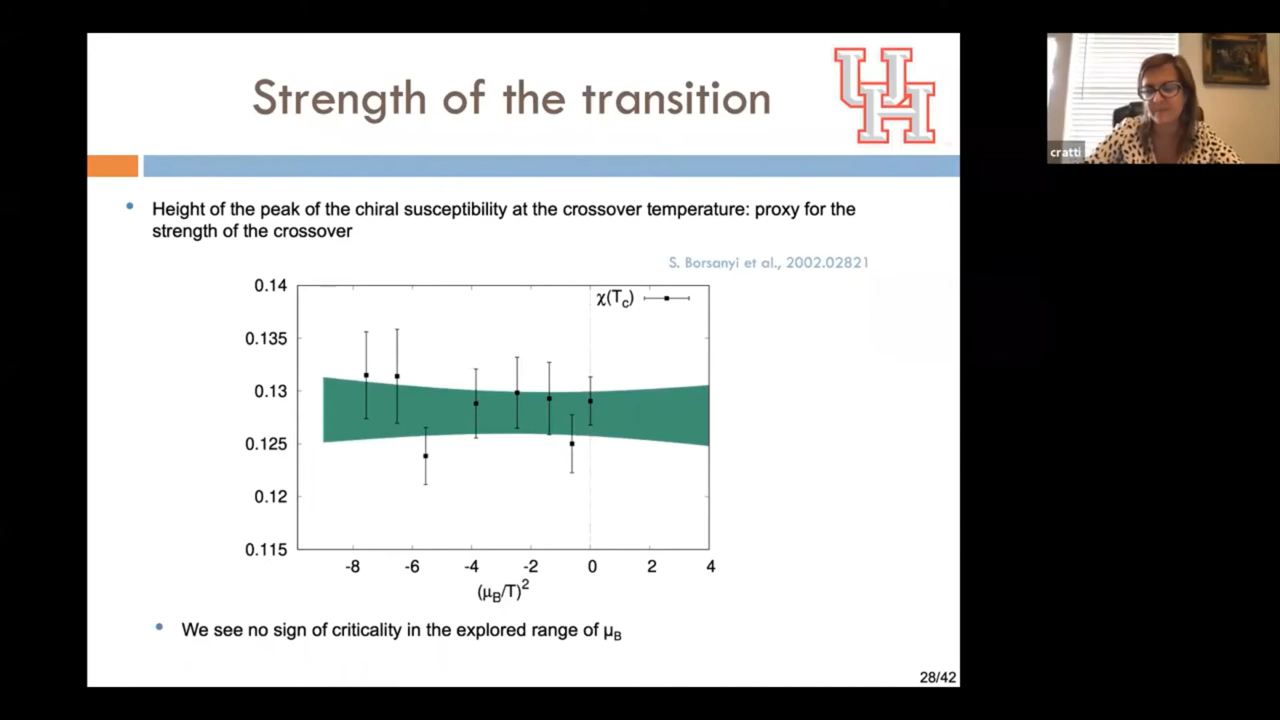 Strength of the transition
UH
cratti
• Height of the peak of the chiral susceptibility at the crossover temperature: proxy for the
strength of the crossover
S. Borsanyi et al., 2002.02821
χ(Tc)
0.14
0.135
0.13
0.125
0.12
0.115
-8 -6 -4 -2 0 2 4
(μB/T)²
• We see no sign of criticality in the explored range of μB
28/42